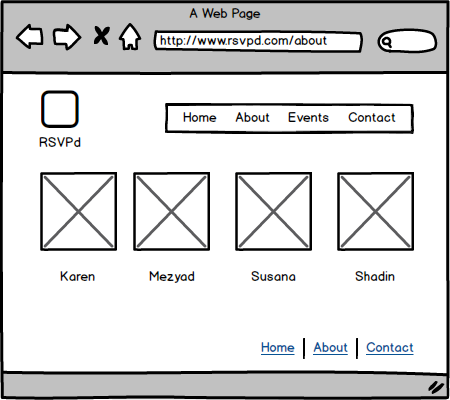 A Web Page
http://www.rsvpd.com/about
Home About Events Contact
RSVPd
Karen Mezyad Susana Shadin
Home | About | Contact